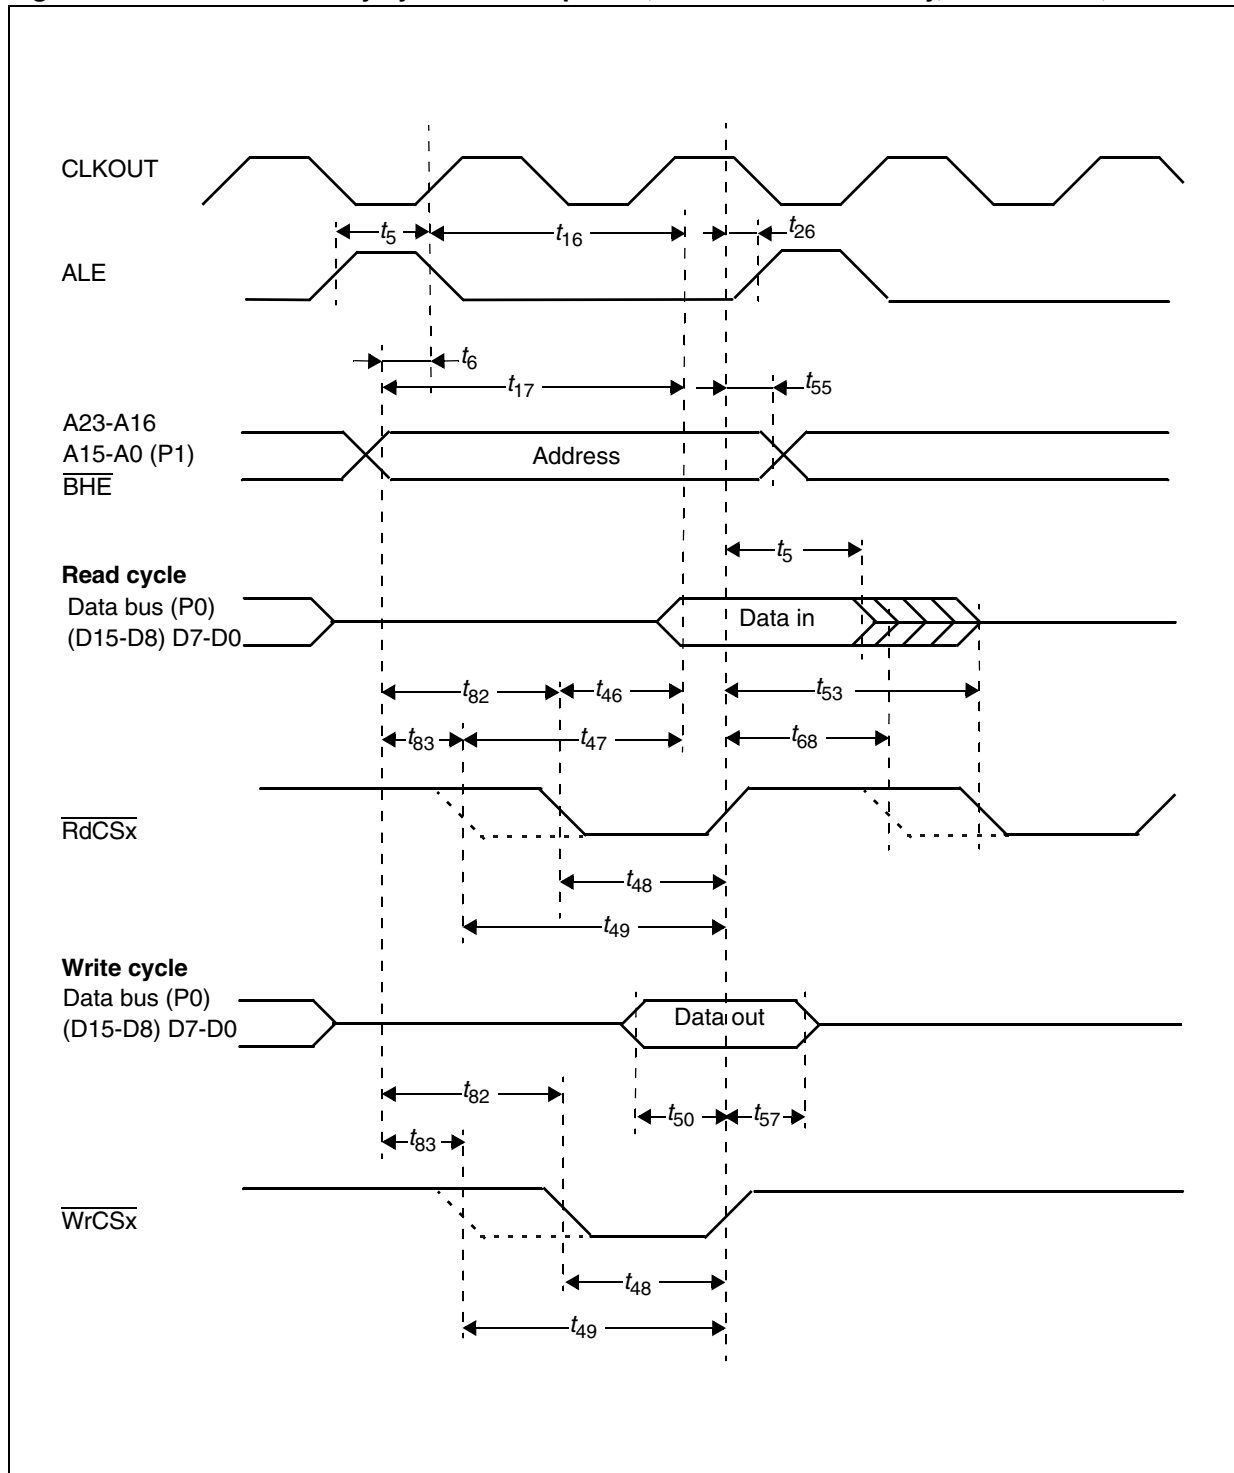 CLKOUT
t5
t16
t26
ALE
t6
t17
t55
A23-A16
A15-A0 (P1)
Address
BHE
t5
Read cycle
Data bus (P0)
Data in
(D15-D8) D7-D0
t82
t46
t53
t83
t47
t68
RdCSx
t48
t49
Write cycle
Data bus (P0)
Data out
(D15-D8) D7-D0
t82
t50
t57
t83
WrCSx
t48
t49